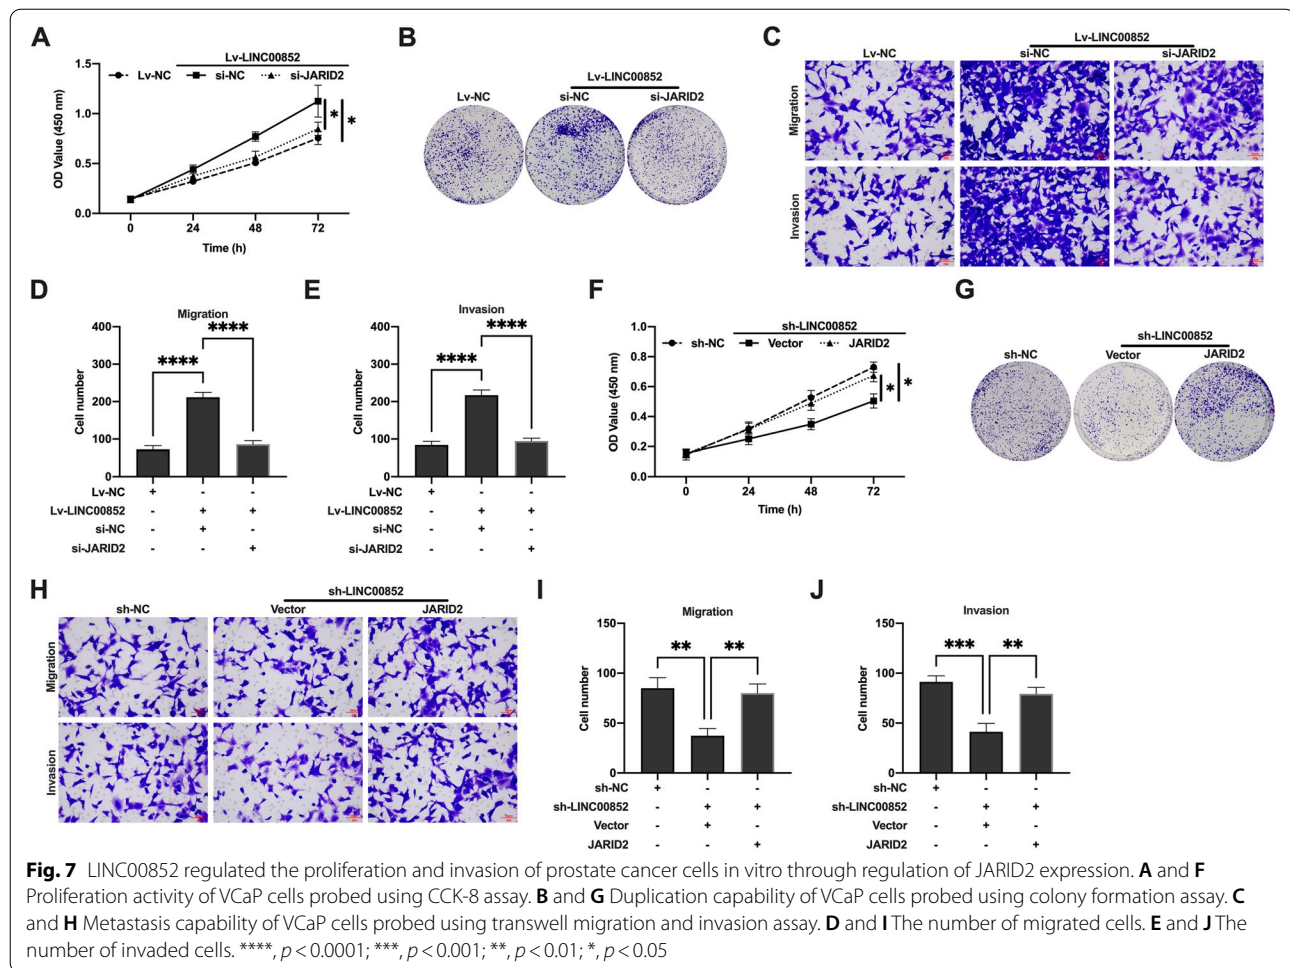 A
Lv-LINC00852
Lv-NC si-NC si-JARID2
OD Value (450 nm)
1.5
1.0
0.5
0.0
0 24 48 72
Time (h)
* *
B
Lv-LINC00852
Lv-NC si-NC si-JARID2
C
Lv-LINC00852
Lv-NC si-NC si-JARID2
Migration
Invasion
D
Migration
Cell number
400
300
200
100
0
**** ****
Lv-NC + - -
Lv-LINC00852 - + +
si-NC - + -
si-JARID2 - - +
E
Invasion
Cell number
400
300
200
100
0
**** ****
Lv-NC + - -
Lv-LINC00852 - + +
si-NC - + -
si-JARID2 - - +
F
sh-LINC00852
sh-NC Vector JARID2
OD Value (450 nm)
1.0
0.8
0.6
0.4
0.2
0.0
0 24 48 72
Time (h)
* *
G
sh-LINC00852
sh-NC Vector JARID2
H
sh-LINC00852
sh-NC Vector JARID2
Migration
Invasion
I
Migration
Cell number
150
100
50
0
** **
sh-NC + - -
sh-LINC00852 - + +
Vector - + -
JARID2 - - +
J
Invasion
Cell number
150
100
50
0
*** **
sh-NC + - -
sh-LINC00852 - + +
Vector - + -
JARID2 - - +
Fig. 7 LINC00852 regulated the proliferation and invasion of prostate cancer cells in vitro through regulation of JARID2 expression. A and F
Proliferation activity of VCaP cells probed using CCK-8 assay. B and G Duplication capability of VCaP cells probed using colony formation assay. C
and H Metastasis capability of VCaP cells probed using transwell migration and invasion assay. D and I The number of migrated cells. E and J The
number of invaded cells. ****, p < 0.0001; ***, p < 0.001; **, p < 0.01; *, p < 0.05